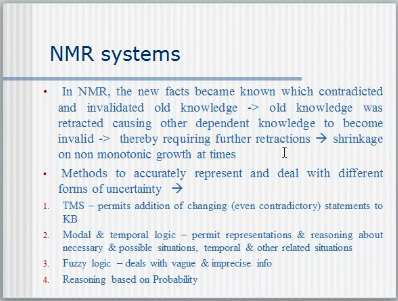 NMR systems
• In NMR, the new facts became known which contradicted
and invalidated old knowledge -> old knowledge was
retracted causing other dependent knowledge to become
invalid -> thereby requiring further retractions → shrinkage
on non monotonic growth at times
• Methods to accurately represent and deal with different
forms of uncertainty →
1. TMS – permits addition of changing (even contradictory) statements to
KB
2. Modal & temporal logic – permit representations & reasoning about
necessary & possible situations, temporal & other related situations
3. Fuzzy logic – deals with vague & imprecise info
4. Reasoning based on Probability